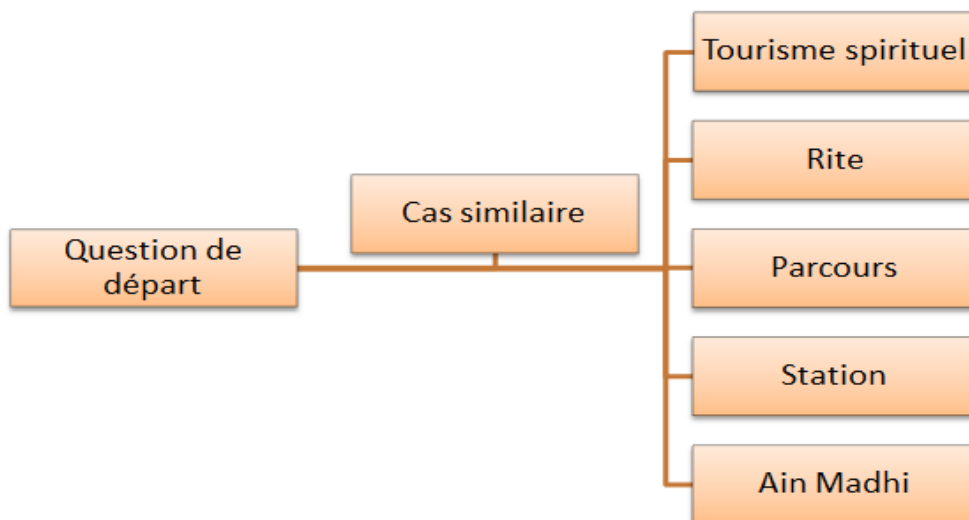 Question de
départ
Cas similaire
Tourisme spirituel
Rite
Parcours
Station
Ain Madhi